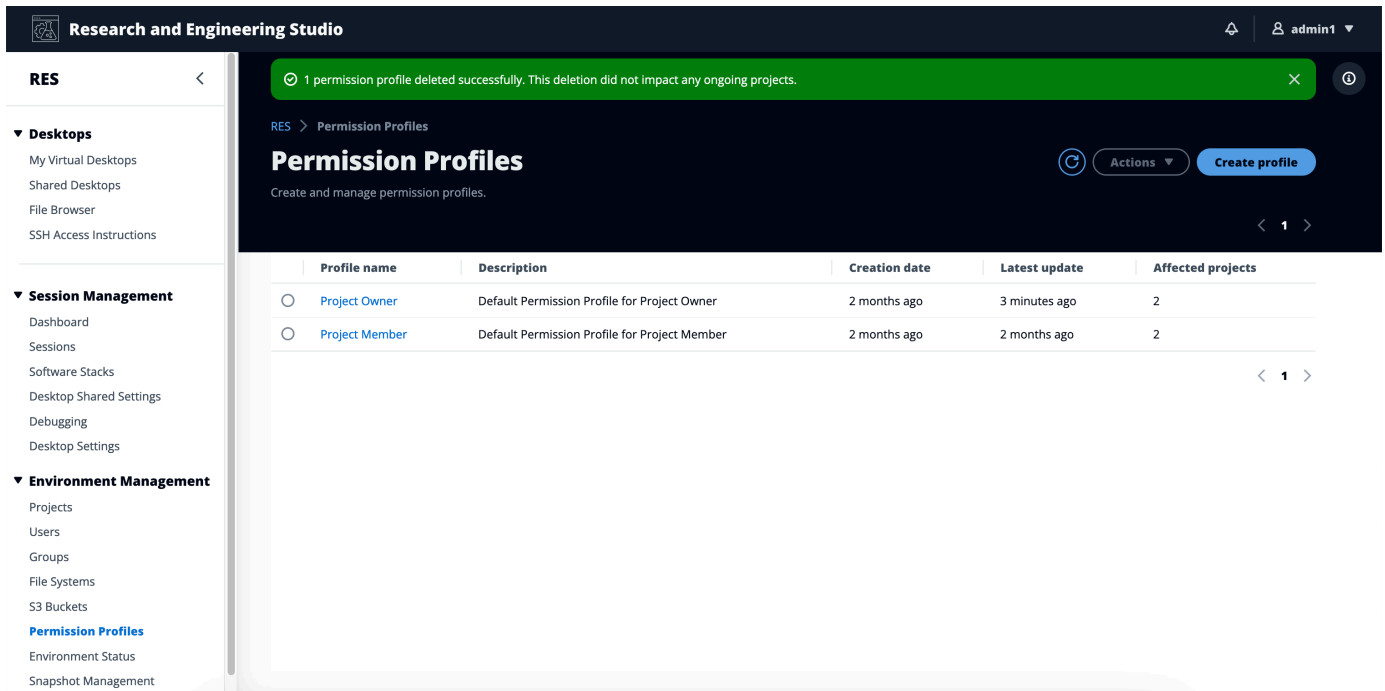 Research and Engineering Studio
admin1
RES
1 permission profile deleted successfully. This deletion did not impact any ongoing projects.
Desktops
My Virtual Desktops
Shared Desktops
File Browser
SSH Access Instructions
Session Management
Dashboard
Sessions
Software Stacks
Desktop Shared Settings
Debugging
Desktop Settings
Environment Management
Projects
Users
Groups
File Systems
S3 Buckets
Permission Profiles
Environment Status
Snapshot Management
RES > Permission Profiles
Permission Profiles
Actions
Create profile
Create and manage permission profiles.
< 1 >
Profile name Description Creation date Latest update Affected projects
Project Owner Default Permission Profile for Project Owner 2 months ago 3 minutes ago 2
Project Member Default Permission Profile for Project Member 2 months ago 2 months ago 2
< 1 >